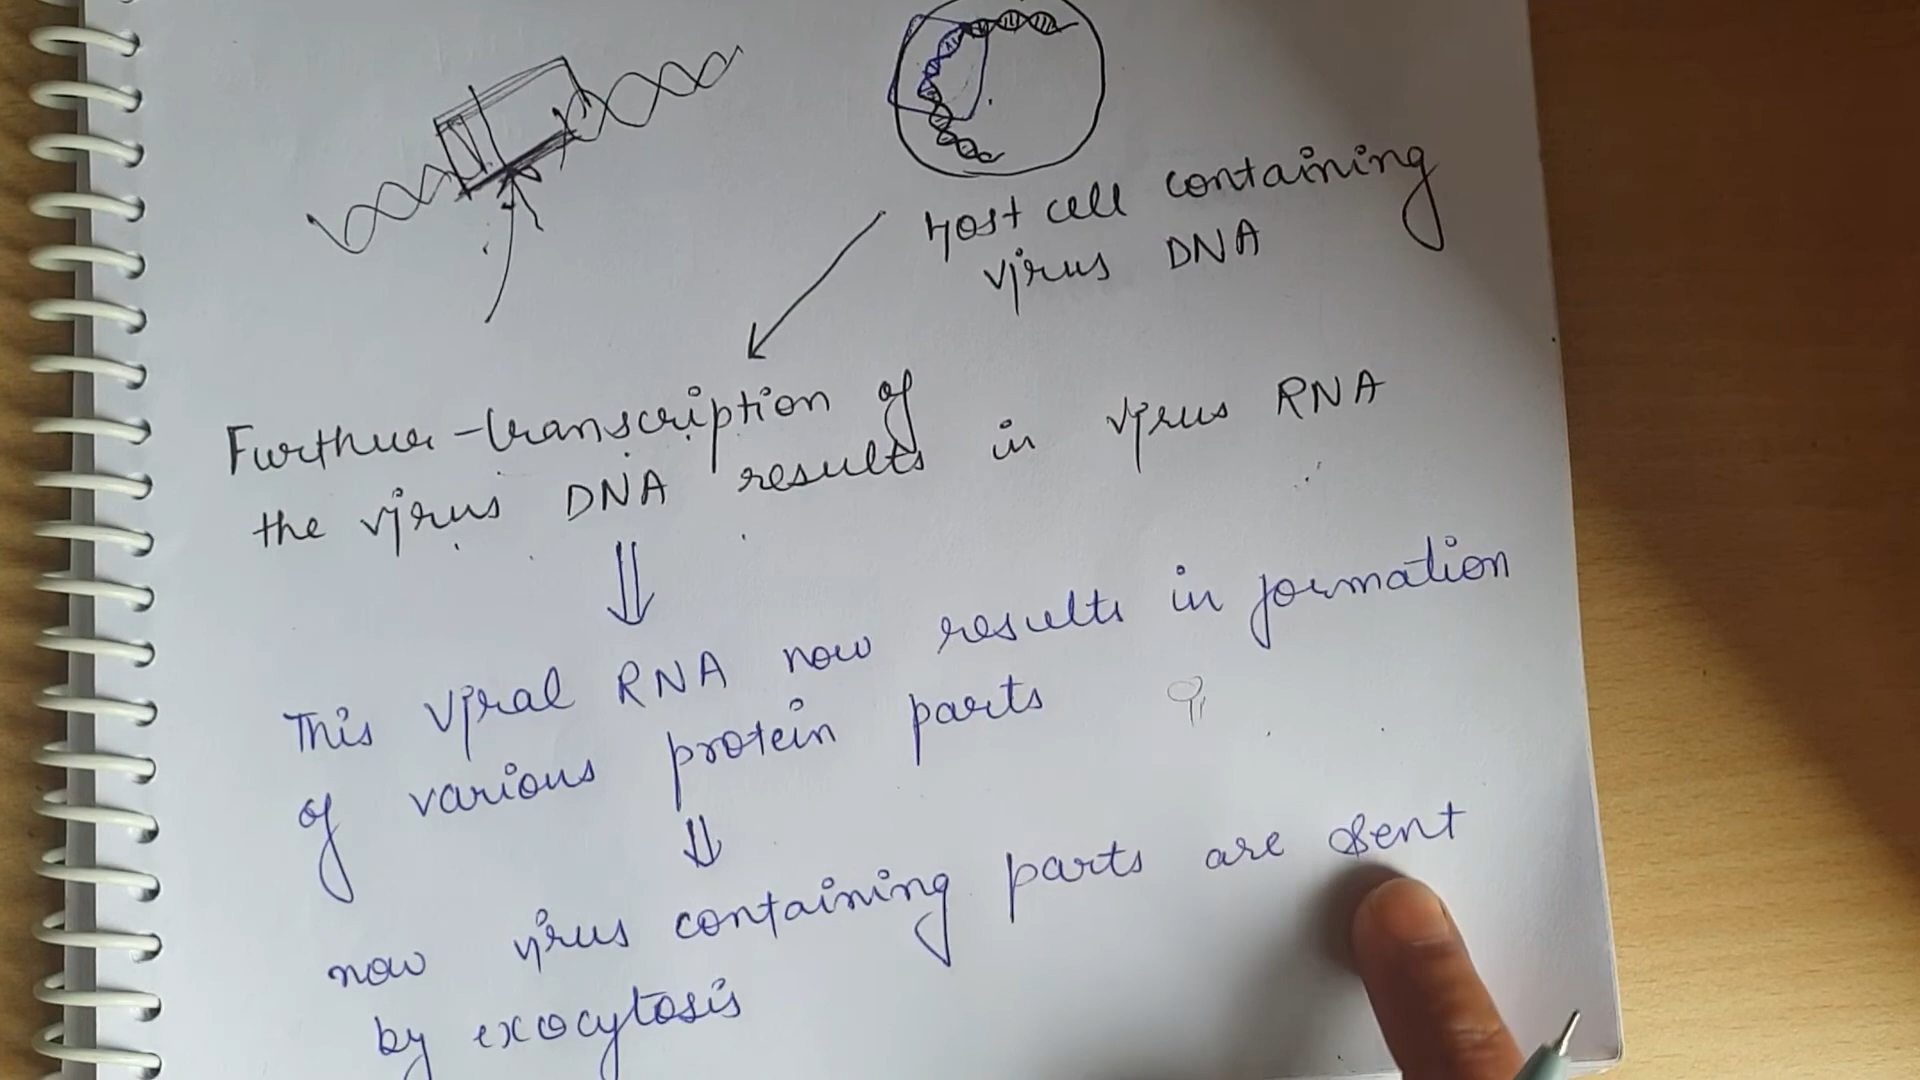 Host cell containing
virus DNA
Further transcription of
the virus DNA results in virus RNA
This viral RNA now results in formation
of various protein parts
now virus containing parts are sent
by exocytosis